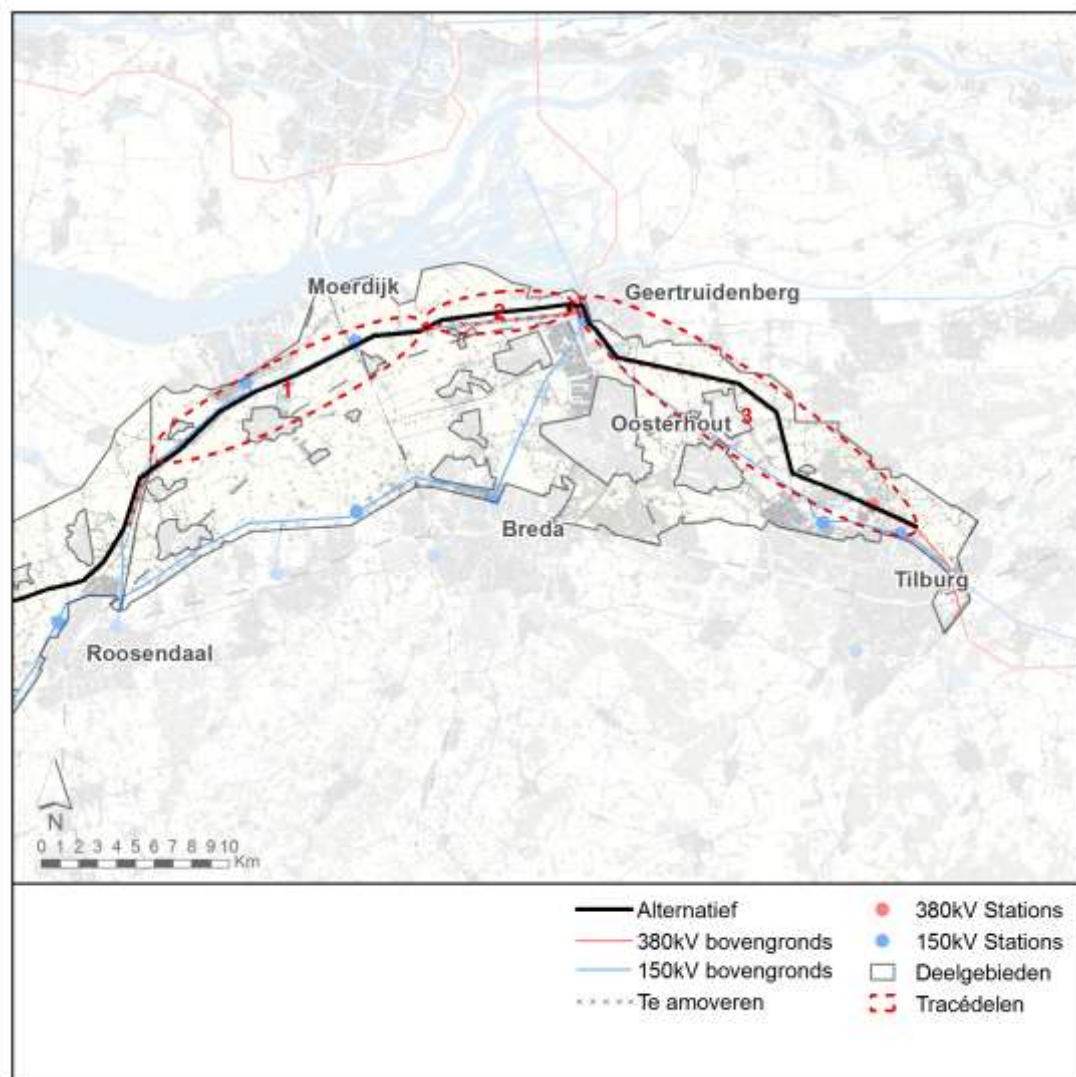 Moerdijk
Geertruidenberg
2
1
Oosterhout
3
Breda
Tilburg
Roosendaal
N
0 1 2 3 4 5 6 7 8 9 10
Km
Alternatief
380kV bovengronds
150kV bovengronds
Te amoveren
380kV Stations
150kV Stations
Deelgebieden
Tracédelen